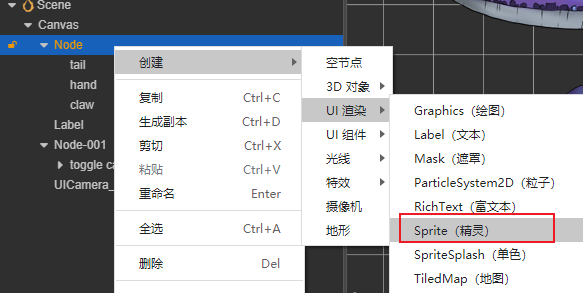 Scene
Canvas
Node
tail
hand
claw
Label
Node-001
toggle ca
UICamera_
创建
复制 Ctrl+C
生成副本 Ctrl+D
剪切 Ctrl+X
粘贴 Ctrl+V
重命名 Enter
全选 Ctrl+A
删除 Del
空节点
3D 对象
UI 渲染
UI 组件
光线
特效
摄像机
地形
Graphics（绘图）
Label（文本）
Mask（遮罩）
ParticleSystem2D（粒子）
RichText（富文本）
Sprite（精灵）
SpriteSplash（单色）
TiledMap（地图）